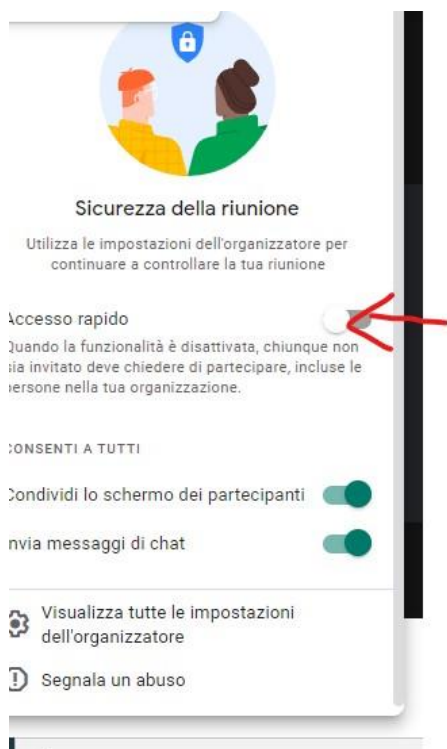 Sicurezza della riunione
Utilizza le impostazioni dell'organizzatore per
continuare a controllare la tua riunione
Accesso rapido
Quando la funzionalità è disattivata, chiunque non
sia invitato deve chiedere di partecipare, incluse le
persone nella tua organizzazione.
CONSENTI A TUTTI
Condividi lo schermo dei partecipanti
Invia messaggi di chat
Visualizza tutte le impostazioni
dell'organizzatore
Segnala un abuso